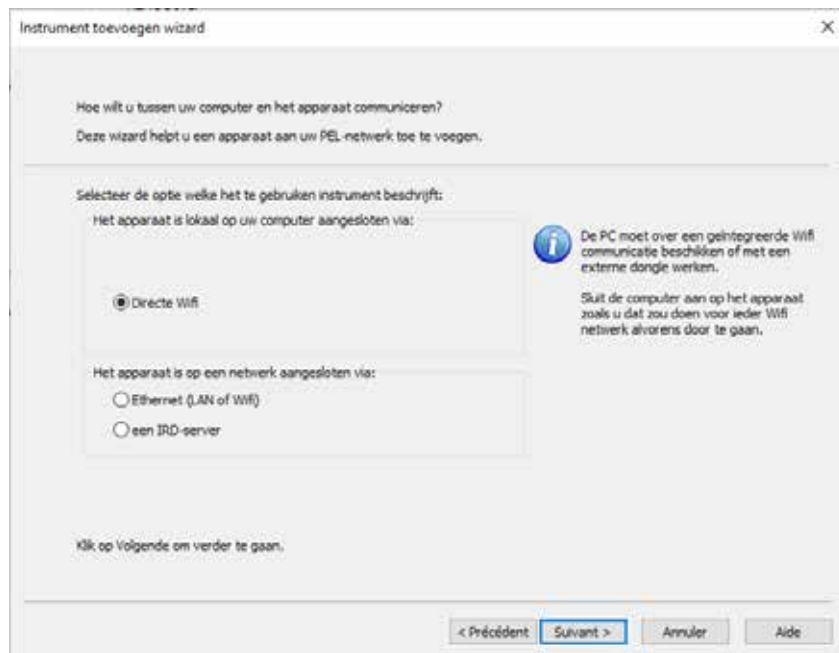 Instrument toevoegen wizard
Hoe wilt u tussen uw computer en het apparaat communiceren?
Deze wizard helpt u een apparaat aan uw PEL-netwerk toe te voegen.
Selecteer de optie welke het te gebruiken instrument beschrijft:
Het apparaat is lokaal op uw computer aangesloten via:
Directe Wifi
De PC moet over een geïntegreerde Wifi
communicatie beschikken of met een
externe dongle werken.
Sluit de computer aan op het apparaat
zoals u dat zou doen voor ieder Wifi
netwerk alvorens door te gaan.
Het apparaat is op een netwerk aangesloten via:
Ethernet (LAN of Wifi)
een IRD-server
Klik op Volgende om verder te gaan.
< Précédent
Suivant >
Annuler
Aide